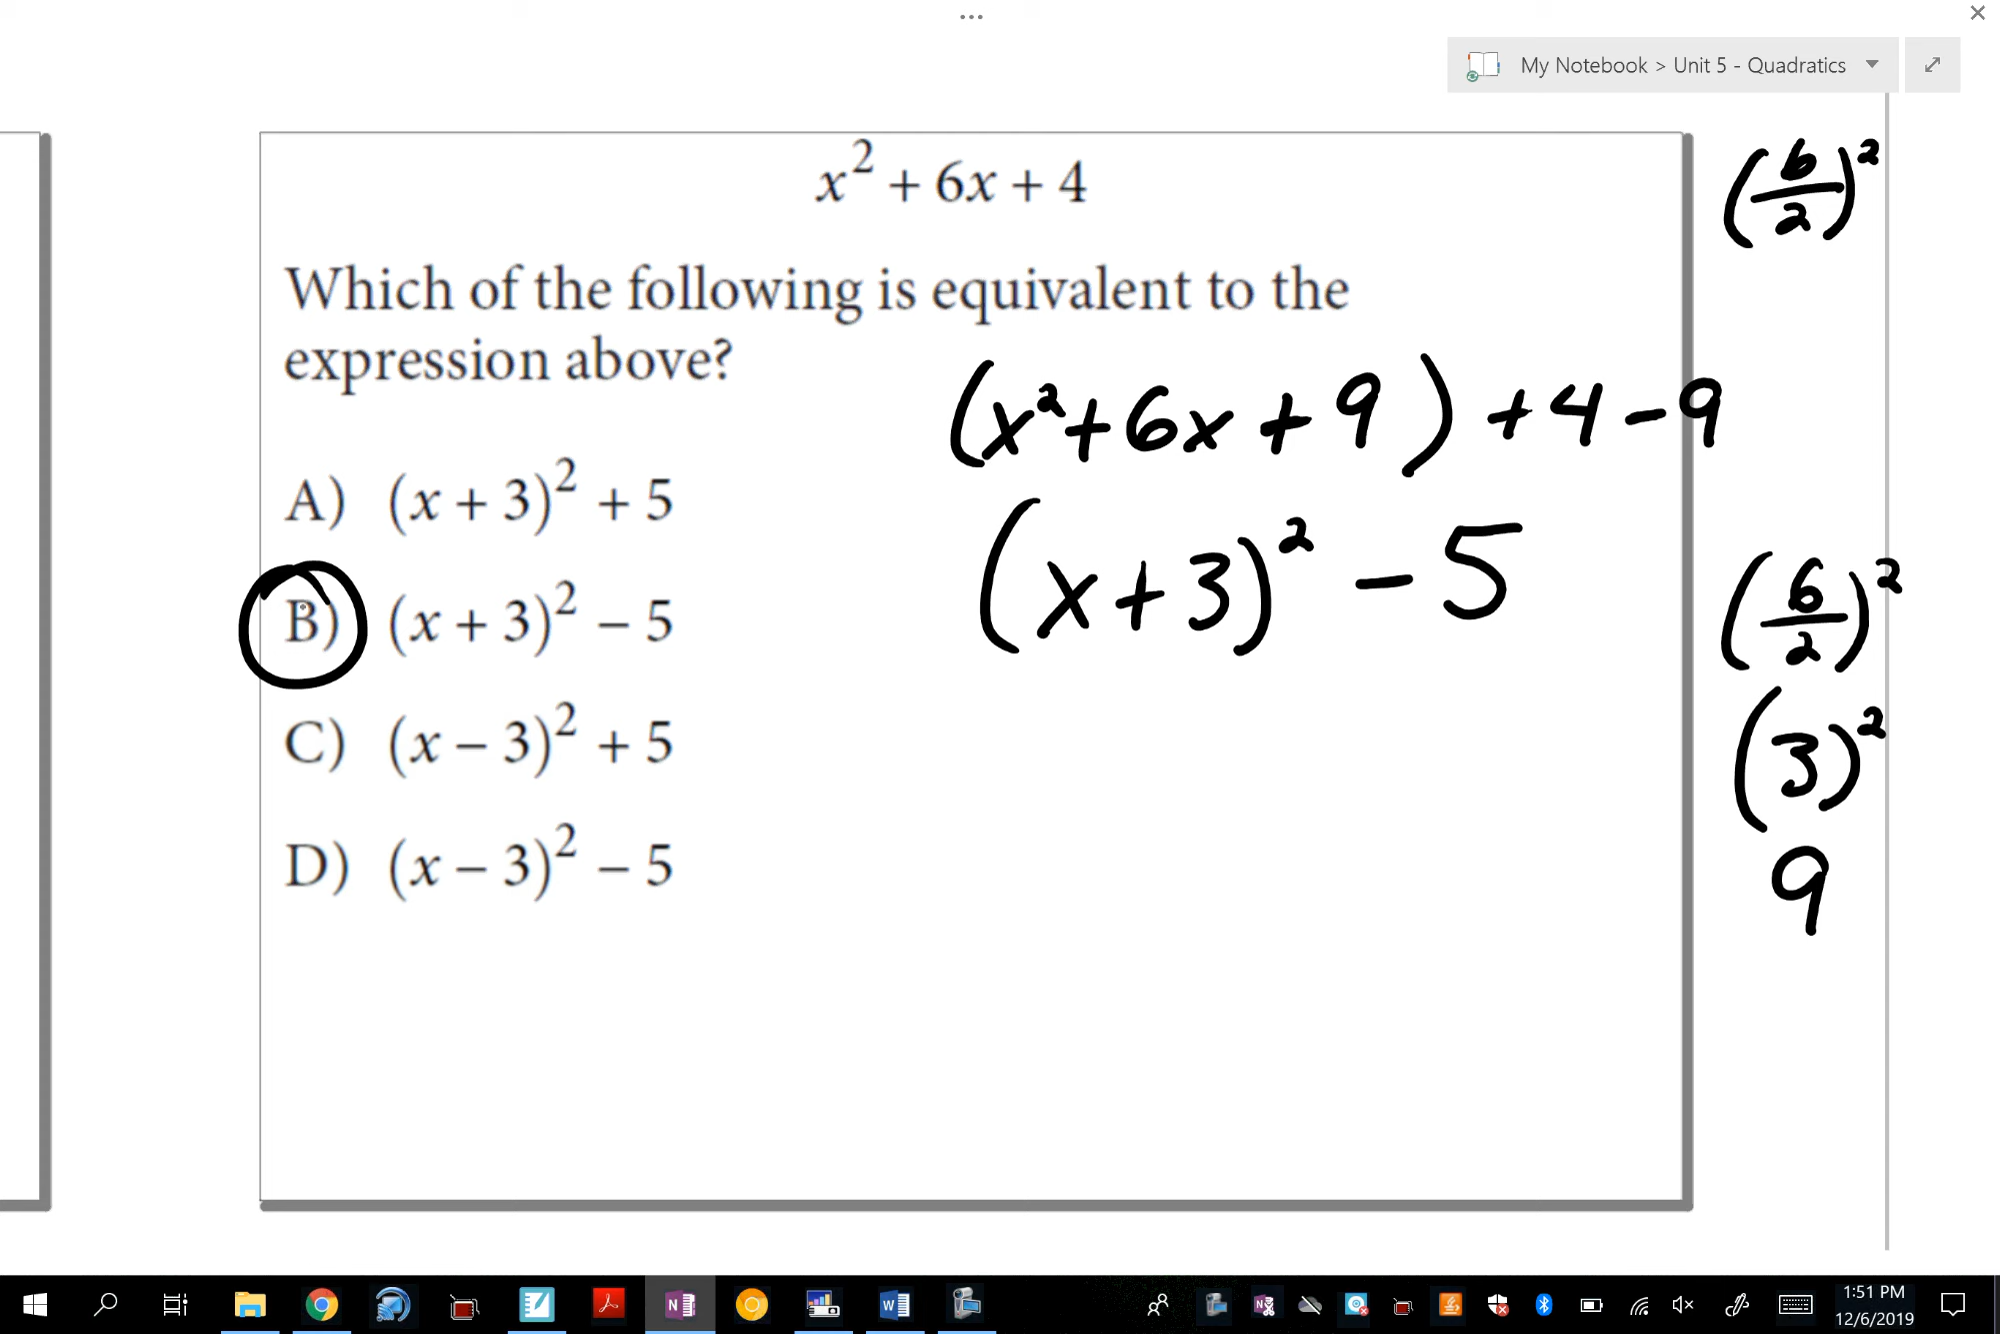 My Notebook > Unit 5 - Quadratics
x² + 6x + 4
(b/2)²
Which of the following is equivalent to the
expression above?
(x²+6x+9)+4-9
A) (x + 3)² + 5
(x+3)² - 5
B) (x + 3)² - 5
(6/2)²
C) (x - 3)² + 5
(3)²
D) (x - 3)² - 5
9
1:51 PM
12/6/2019